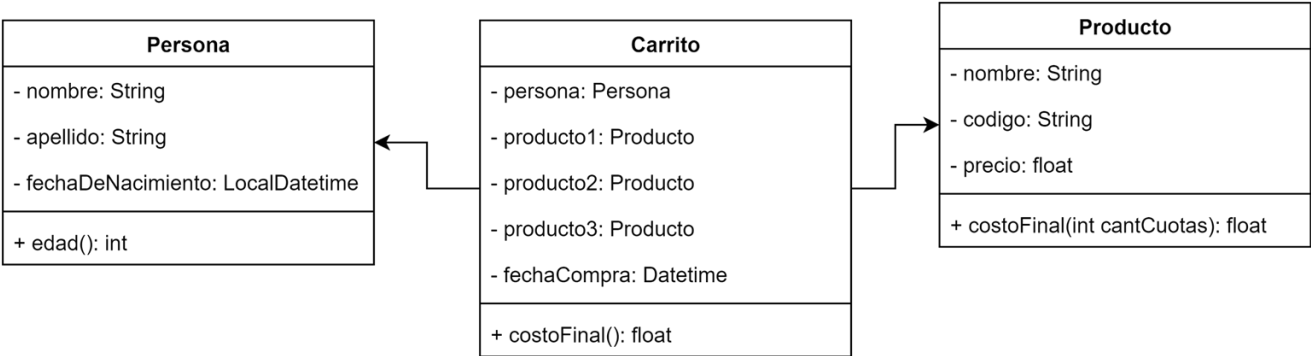 Persona
- nombre: String
- apellido: String
- fechaDeNacimiento: LocalDatetime
+ edad(): int
Carrito
- persona: Persona
- producto1: Producto
- producto2: Producto
- producto3: Producto
- fechaCompra: Datetime
+ costoFinal(): float
Producto
- nombre: String
- codigo: String
- precio: float
+ costoFinal(int cantCuotas): float